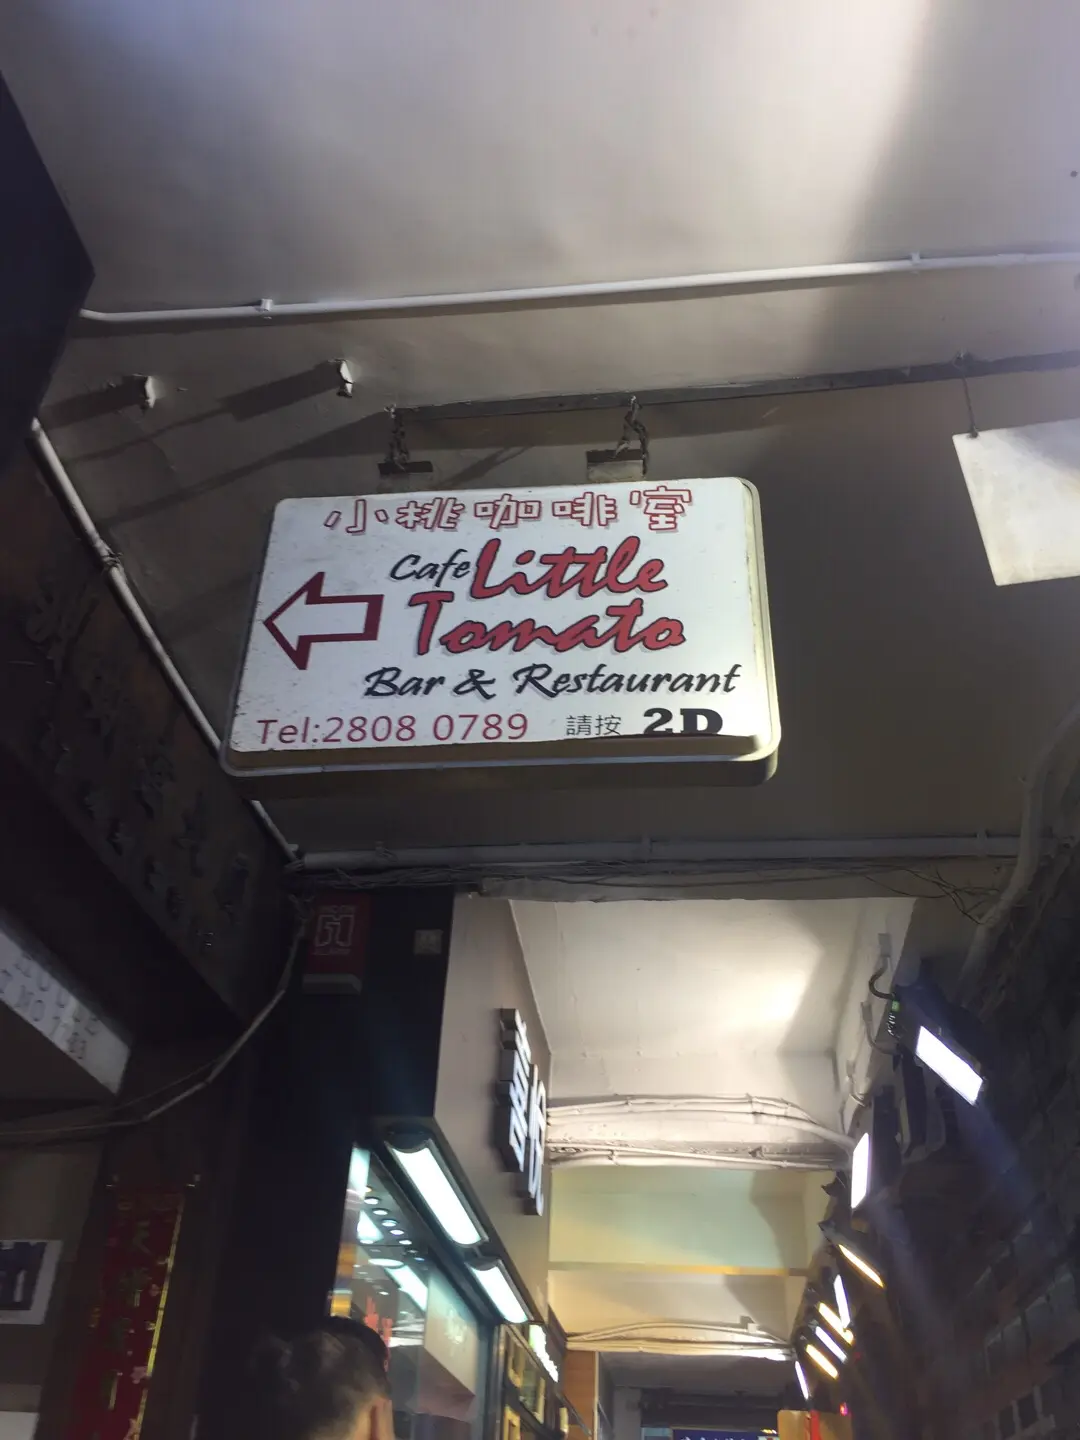 小桃咖啡室
Cafe Little
Tomato
Bar & Restaurant
Tel:2808 0789 請按 2D